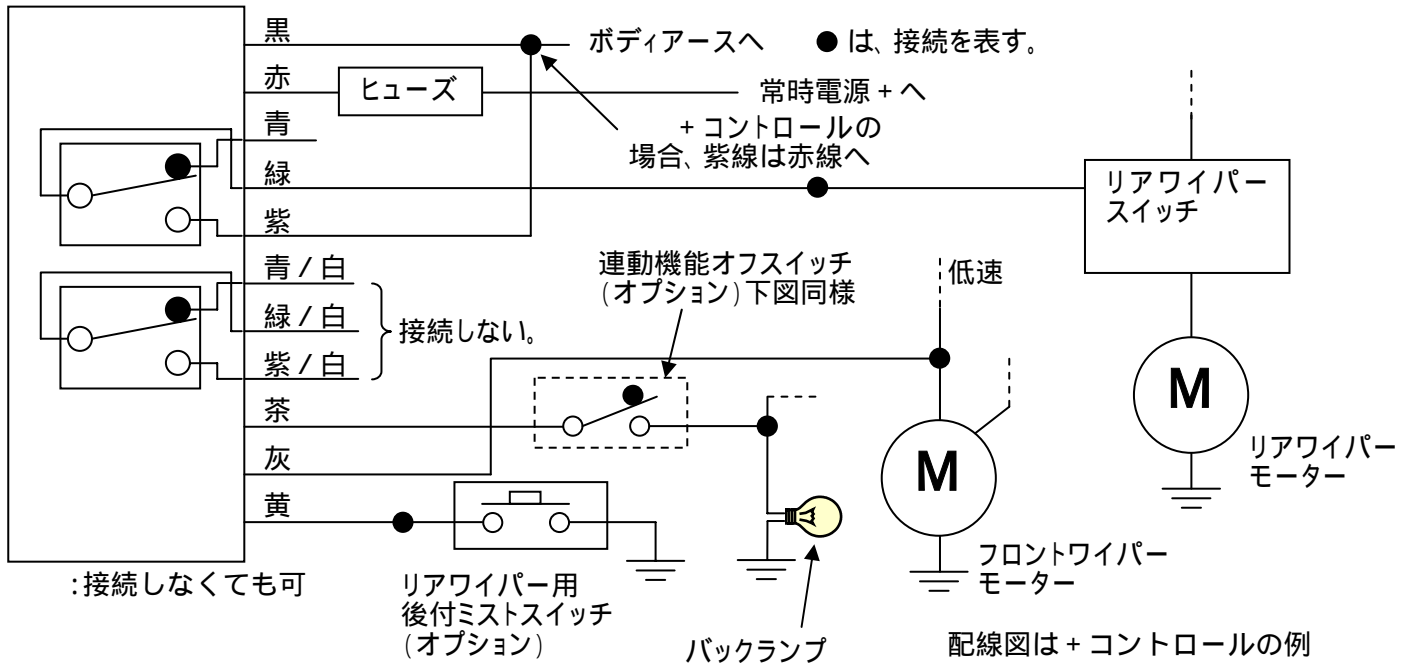 黒
ボディアースへ
●は、接続を表す。
赤
ヒューズ
常時電源+へ
青
+コントロールの
場合、紫線は赤線へ
緑
リアワイパー
スイッチ
紫
青/白
連動機能オフスイッチ
(オプション)下図同様
低速
緑/白
接続しない。
紫/白
茶
M
灰
M
リアワイパー
モーター
黄
フロントワイパー
モーター
:接続しなくても可
リアワイパー用
後付ミストスイッチ
(オプション)
バックランプ
配線図は+コントロールの例